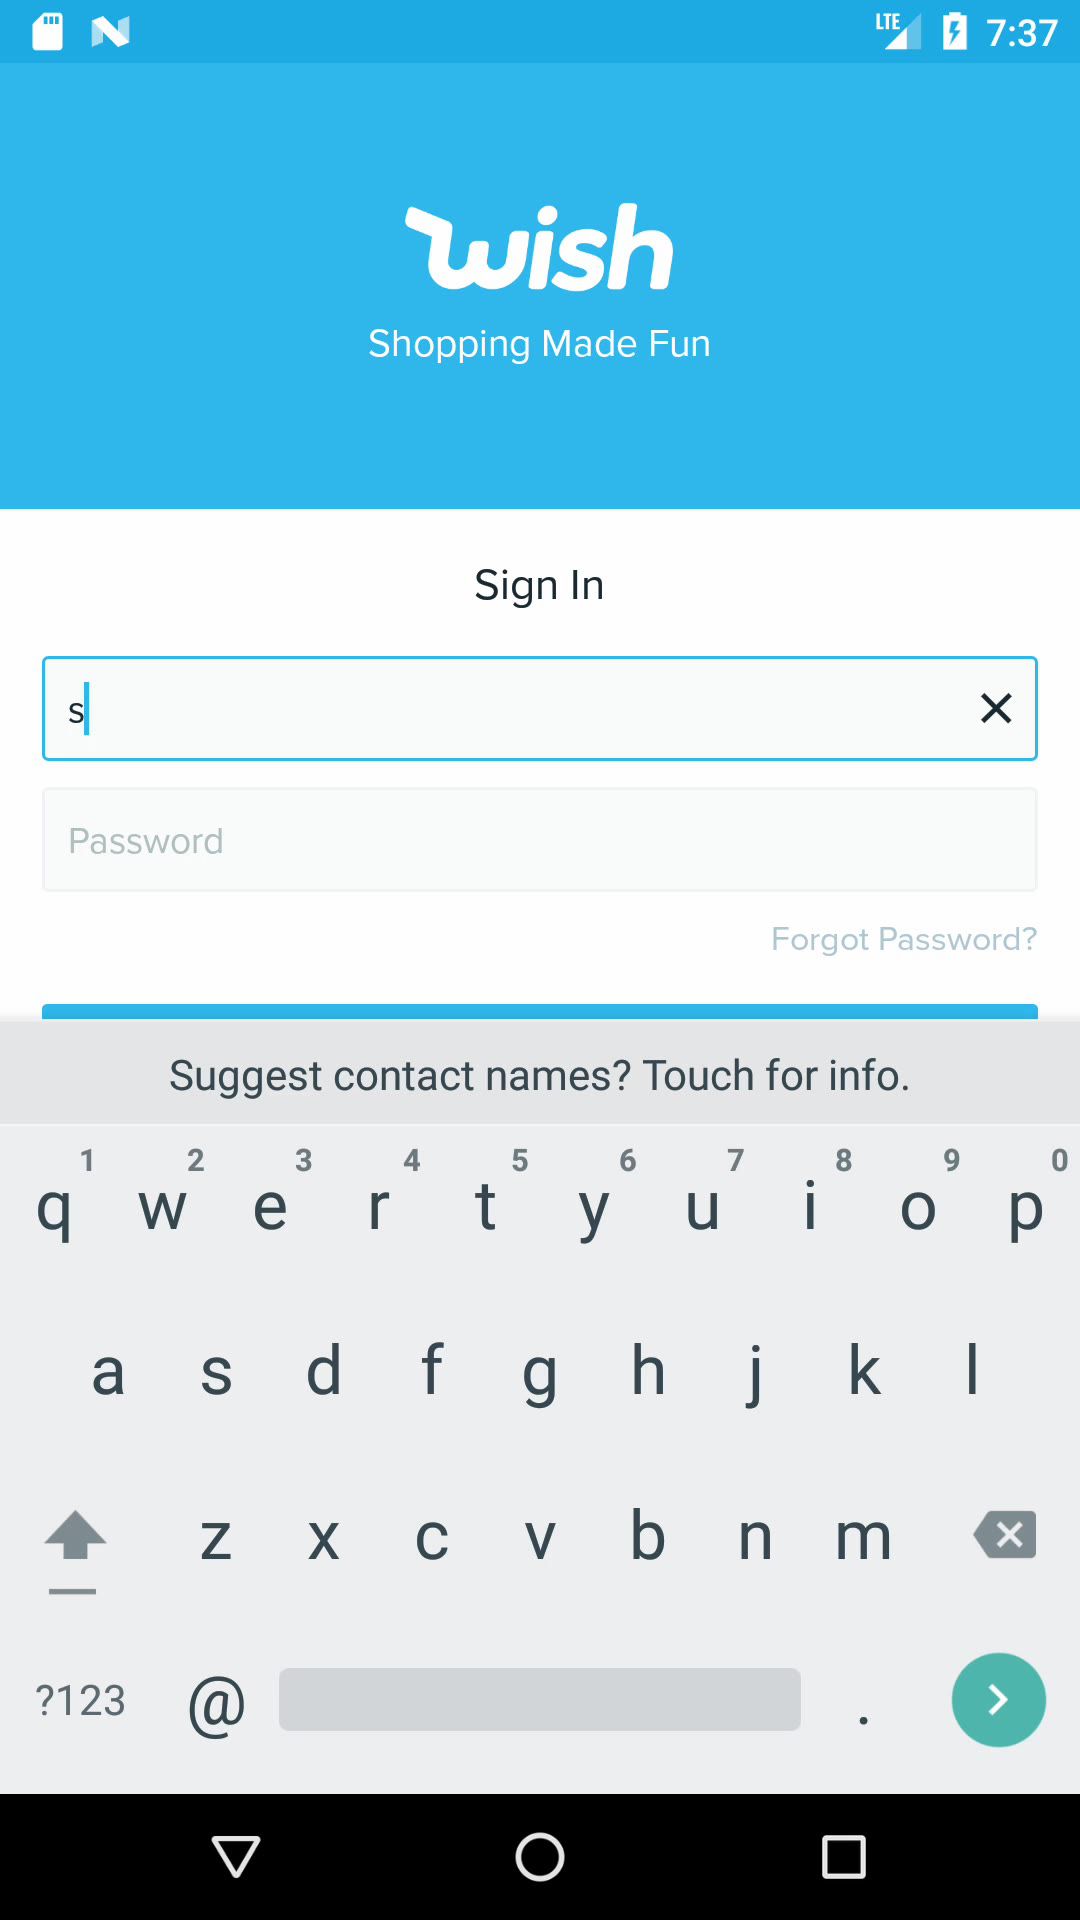 LTE 7:37
wish
Shopping Made Fun
Sign In
s
Password
Forgot Password?
Suggest contact names? Touch for info.
1 2 3 4 5 6 7 8 9 0
q w e r t y u i o p
a s d f g h j k l
z x c v b n m
?123 @ .